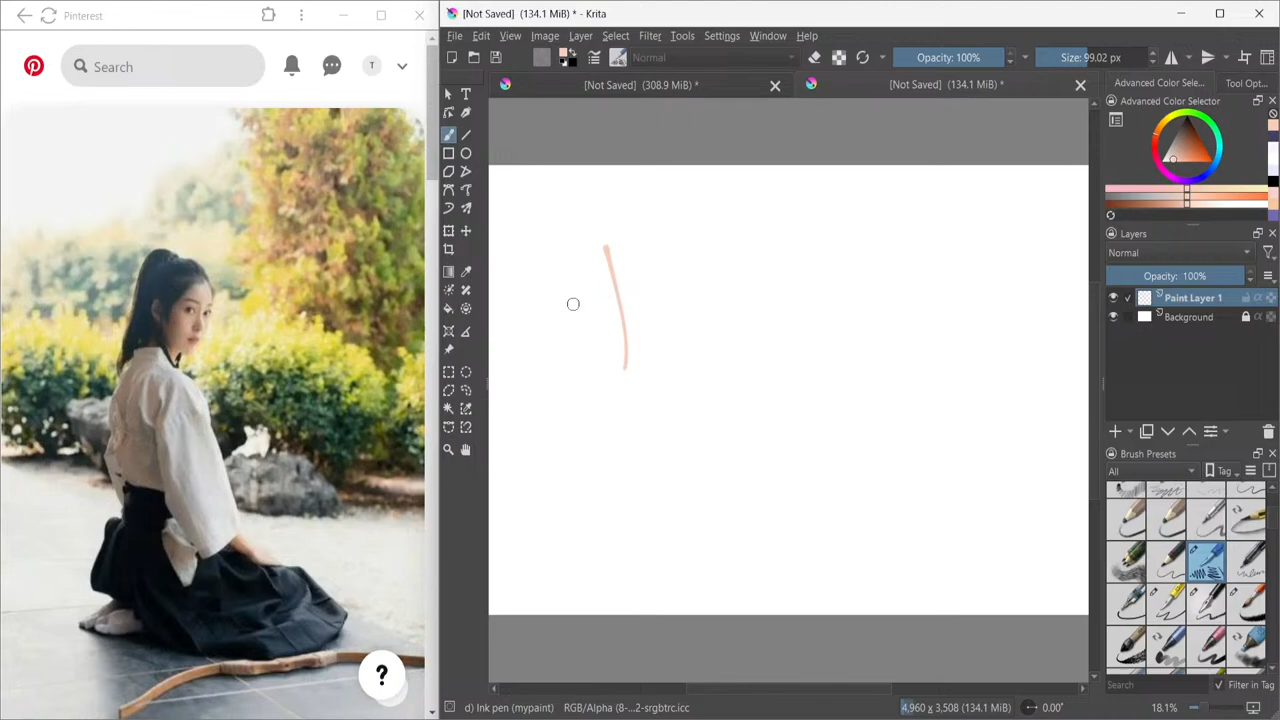 Pinterest
Search
T
?
[Not Saved] (134.1 MiB) * - Krita
File Edit View Image Layer Select Filter Tools Settings Window Help
Normal
Opacity: 100%
Size: 99.02 px
[Not Saved] (308.9 MiB) *
[Not Saved] (134.1 MiB) *
Advanced Color Sele...
Tool Opt...
Advanced Color Selector
Layers
Normal
Opacity: 100%
Paint Layer 1
Background
Brush Presets
All
Tag
Search
Filter in Tag
d) Ink pen (mypaint)
RGB/Alpha (8-...2-srgbtrc.icc
4,960 x 3,508 (134.1 MiB)
0.00°
18.1%